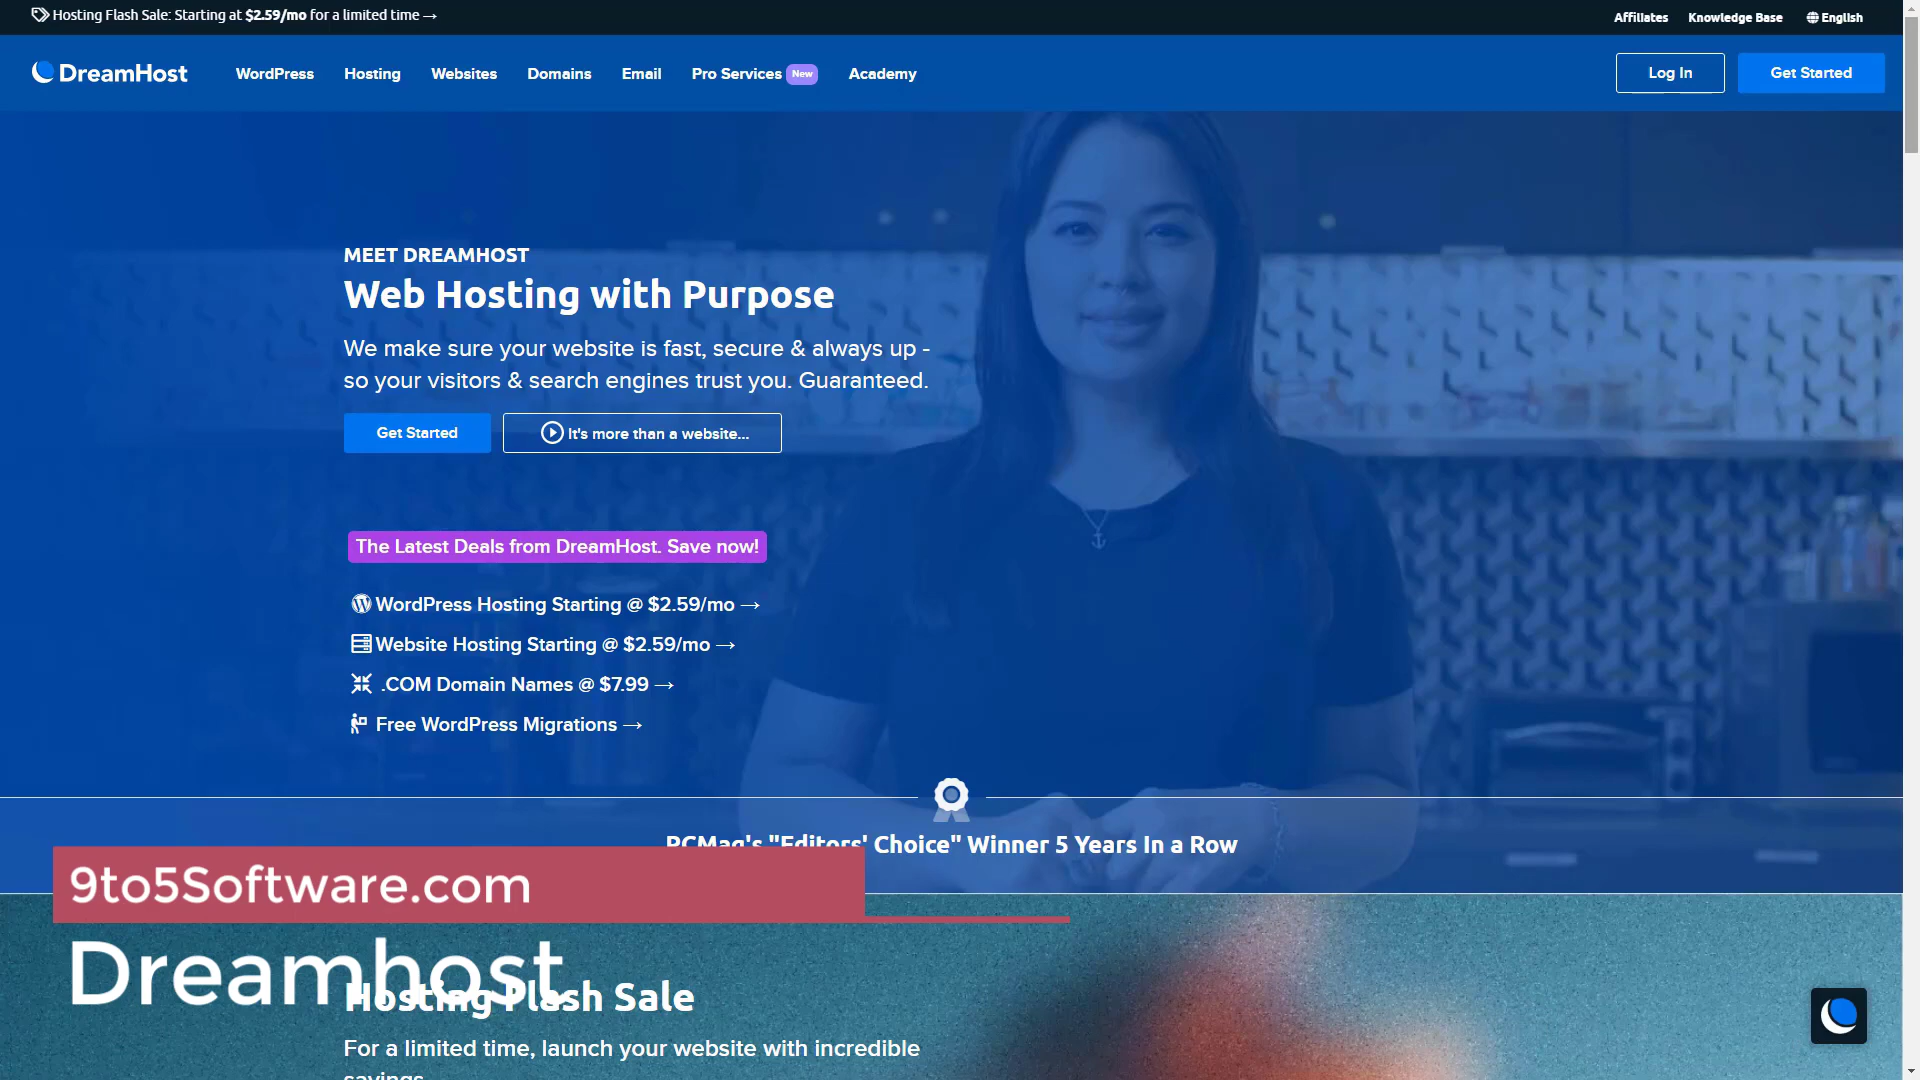 Hosting Flash Sale: Starting at $2.59/mo for a limited time →
Affiliates Knowledge Base English
DreamHost WordPress Hosting Websites Domains Email Pro Services New Academy Log In Get Started
MEET DREAMHOST
Web Hosting with Purpose
We make sure your website is fast, secure & always up -
so your visitors & search engines trust you. Guaranteed.
Get Started It's more than a website...
The Latest Deals from DreamHost. Save now!
WordPress Hosting Starting @ $2.59/mo →
Website Hosting Starting @ $2.59/mo →
.COM Domain Names @ $7.99 →
Free WordPress Migrations →
PCMag's "Editors' Choice" Winner 5 Years In a Row
9to5Software.com
Dreamhost
Hosting Flash Sale
For a limited time, launch your website with incredible
savings